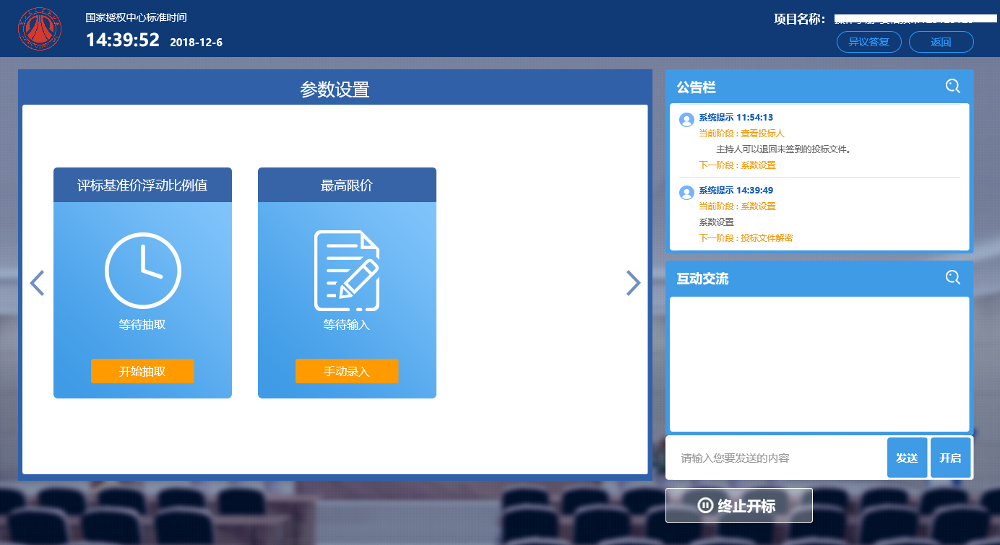 国家授权中心标准时间
14:39:52 2018-12-6
项目名称：
异议答复 返回
参数设置
评标基准价浮动比例值
等待抽取
开始抽取
最高限价
等待输入
手动录入
公告栏
系统提示 11:54:13
当前阶段 : 查看投标人
主持人可以退回未签到的投标文件。
下一阶段 : 系数设置
系统提示 14:39:49
当前阶段 : 系数设置
系数设置
下一阶段 : 投标文件解密
互动交流
请输入您要发送的内容
发送 开启
终止开标